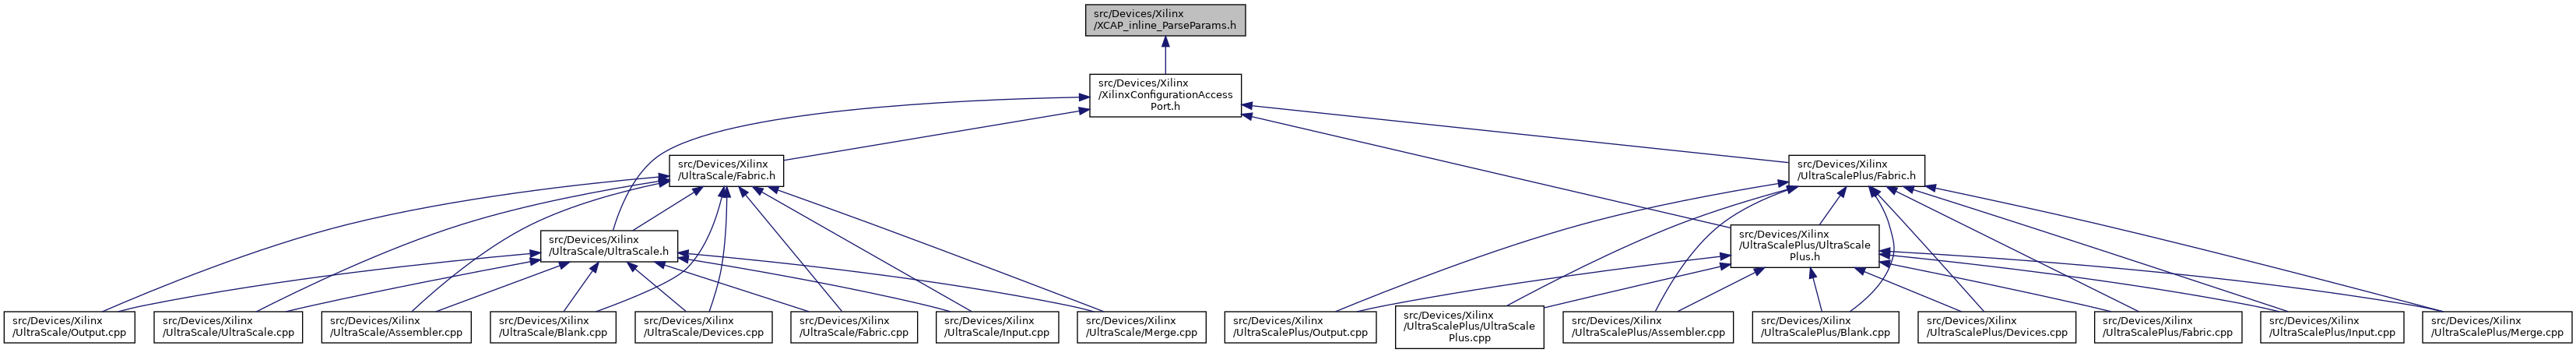 src/Devices/Xilinx
/XCAP_inline_ParseParams.h
src/Devices/Xilinx
/XilinxConfigurationAccess
Port.h
src/Devices/Xilinx
/UltraScale/Fabric.h
src/Devices/Xilinx
/UltraScalePlus/Fabric.h
src/Devices/Xilinx
/UltraScale/UltraScale.h
src/Devices/Xilinx
/UltraScalePlus/UltraScale
Plus.h
src/Devices/Xilinx
/UltraScale/Output.cpp
src/Devices/Xilinx
/UltraScale/UltraScale.cpp
src/Devices/Xilinx
/UltraScale/Assembler.cpp
src/Devices/Xilinx
/UltraScale/Blank.cpp
src/Devices/Xilinx
/UltraScale/Devices.cpp
src/Devices/Xilinx
/UltraScale/Fabric.cpp
src/Devices/Xilinx
/UltraScale/Input.cpp
src/Devices/Xilinx
/UltraScale/Merge.cpp
src/Devices/Xilinx
/UltraScalePlus/Output.cpp
src/Devices/Xilinx
/UltraScalePlus/UltraScale
Plus.cpp
src/Devices/Xilinx
/UltraScalePlus/Assembler.cpp
src/Devices/Xilinx
/UltraScalePlus/Blank.cpp
src/Devices/Xilinx
/UltraScalePlus/Devices.cpp
src/Devices/Xilinx
/UltraScalePlus/Fabric.cpp
src/Devices/Xilinx
/UltraScalePlus/Input.cpp
src/Devices/Xilinx
/UltraScalePlus/Merge.cpp